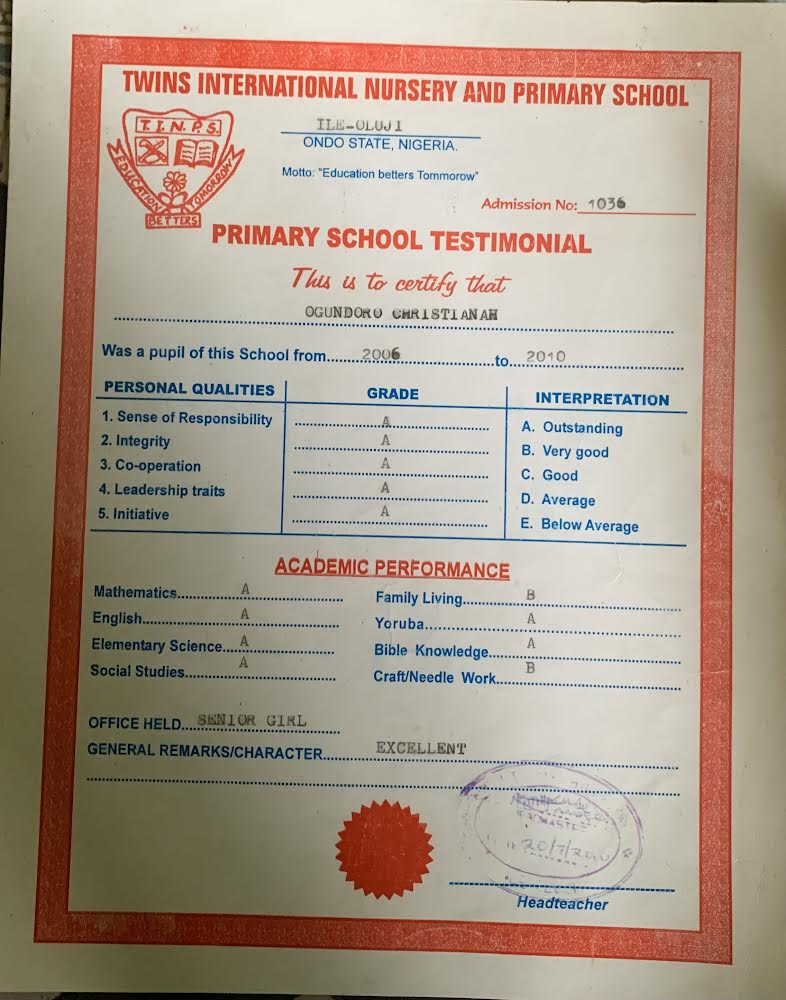 TWINS INTERNATIONAL NURSERY AND PRIMARY SCHOOL
T.I.N.P.S.
EDUCATION
BETTERS
TOMORROW
ILE-OLUJI
ONDO STATE, NIGERIA.
Motto: "Education betters Tommorow"
Admission No: 1036
PRIMARY SCHOOL TESTIMONIAL
This is to certify that
OGUNDORO CHRISTIANAH
Was a pupil of this School from 2006 to 2010
PERSONAL QUALITIES GRADE INTERPRETATION
1. Sense of Responsibility A A. Outstanding
2. Integrity A B. Very good
3. Co-operation A C. Good
4. Leadership traits A D. Average
5. Initiative A E. Below Average
ACADEMIC PERFORMANCE
Mathematics A Family Living B
English A Yoruba A
Elementary Science A Bible Knowledge A
Social Studies A Craft/Needle Work B
OFFICE HELD SENIOR GIRL
GENERAL REMARKS/CHARACTER EXCELLENT
20/7/2010
Headteacher